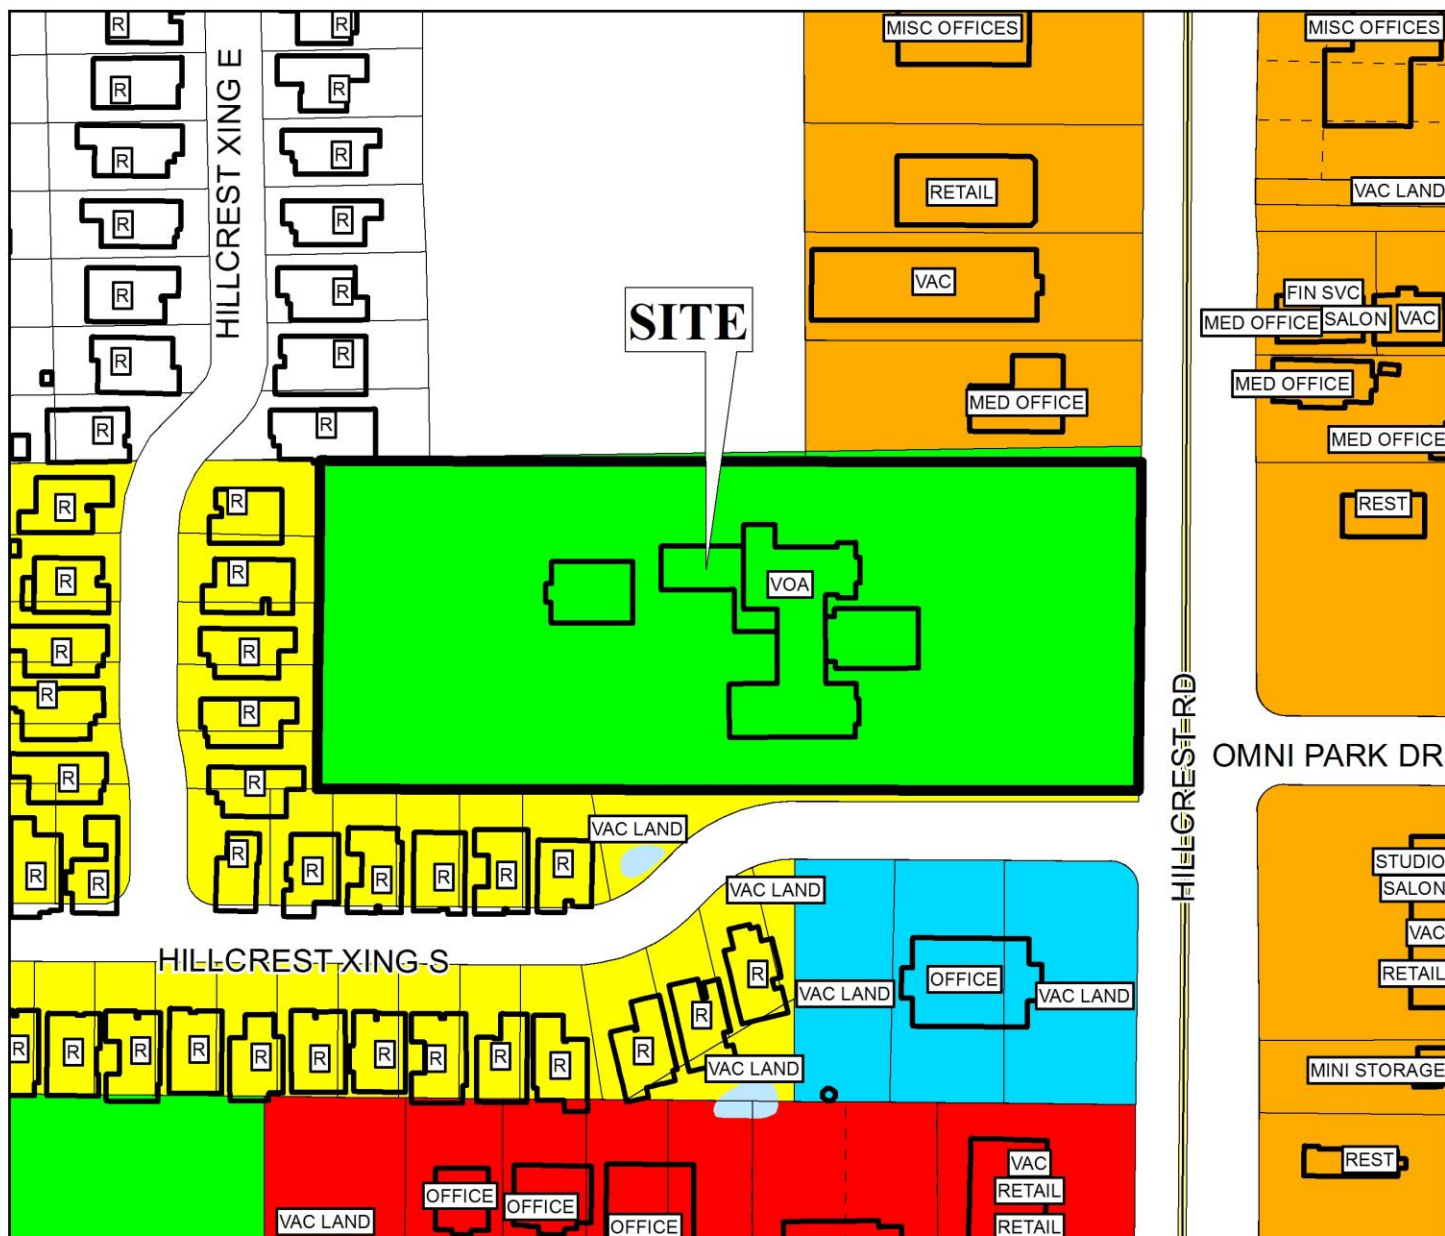 R
R
MISC OFFICES
MISC OFFICES
R
R
HILLCREST XING E
R
R
RETAIL
VAC LAND
R
R
R
R
VAC
FIN SVC
SITE
MED OFFICE
SALON
VAC
R
R
MED OFFICE
MED OFFICE
R
R
MED OFFICE
R
R
REST
R
R
VOA
R
R
R
R
HILLCREST RD
OMNI PARK DR
R
R
VAC LAND
R
R
R
R
R
R
R
R
STUDIO
SALON
VAC LAND
VAC
RETAIL
HILLCREST XING S
R
OFFICE
VAC LAND
VAC LAND
R
R
R
R
R
R
R
R
R
R
R
R
VAC LAND
MINI STORAGE
REST
VAC
RETAIL
OFFICE
OFFICE
VAC LAND
OFFICE
RETAIL